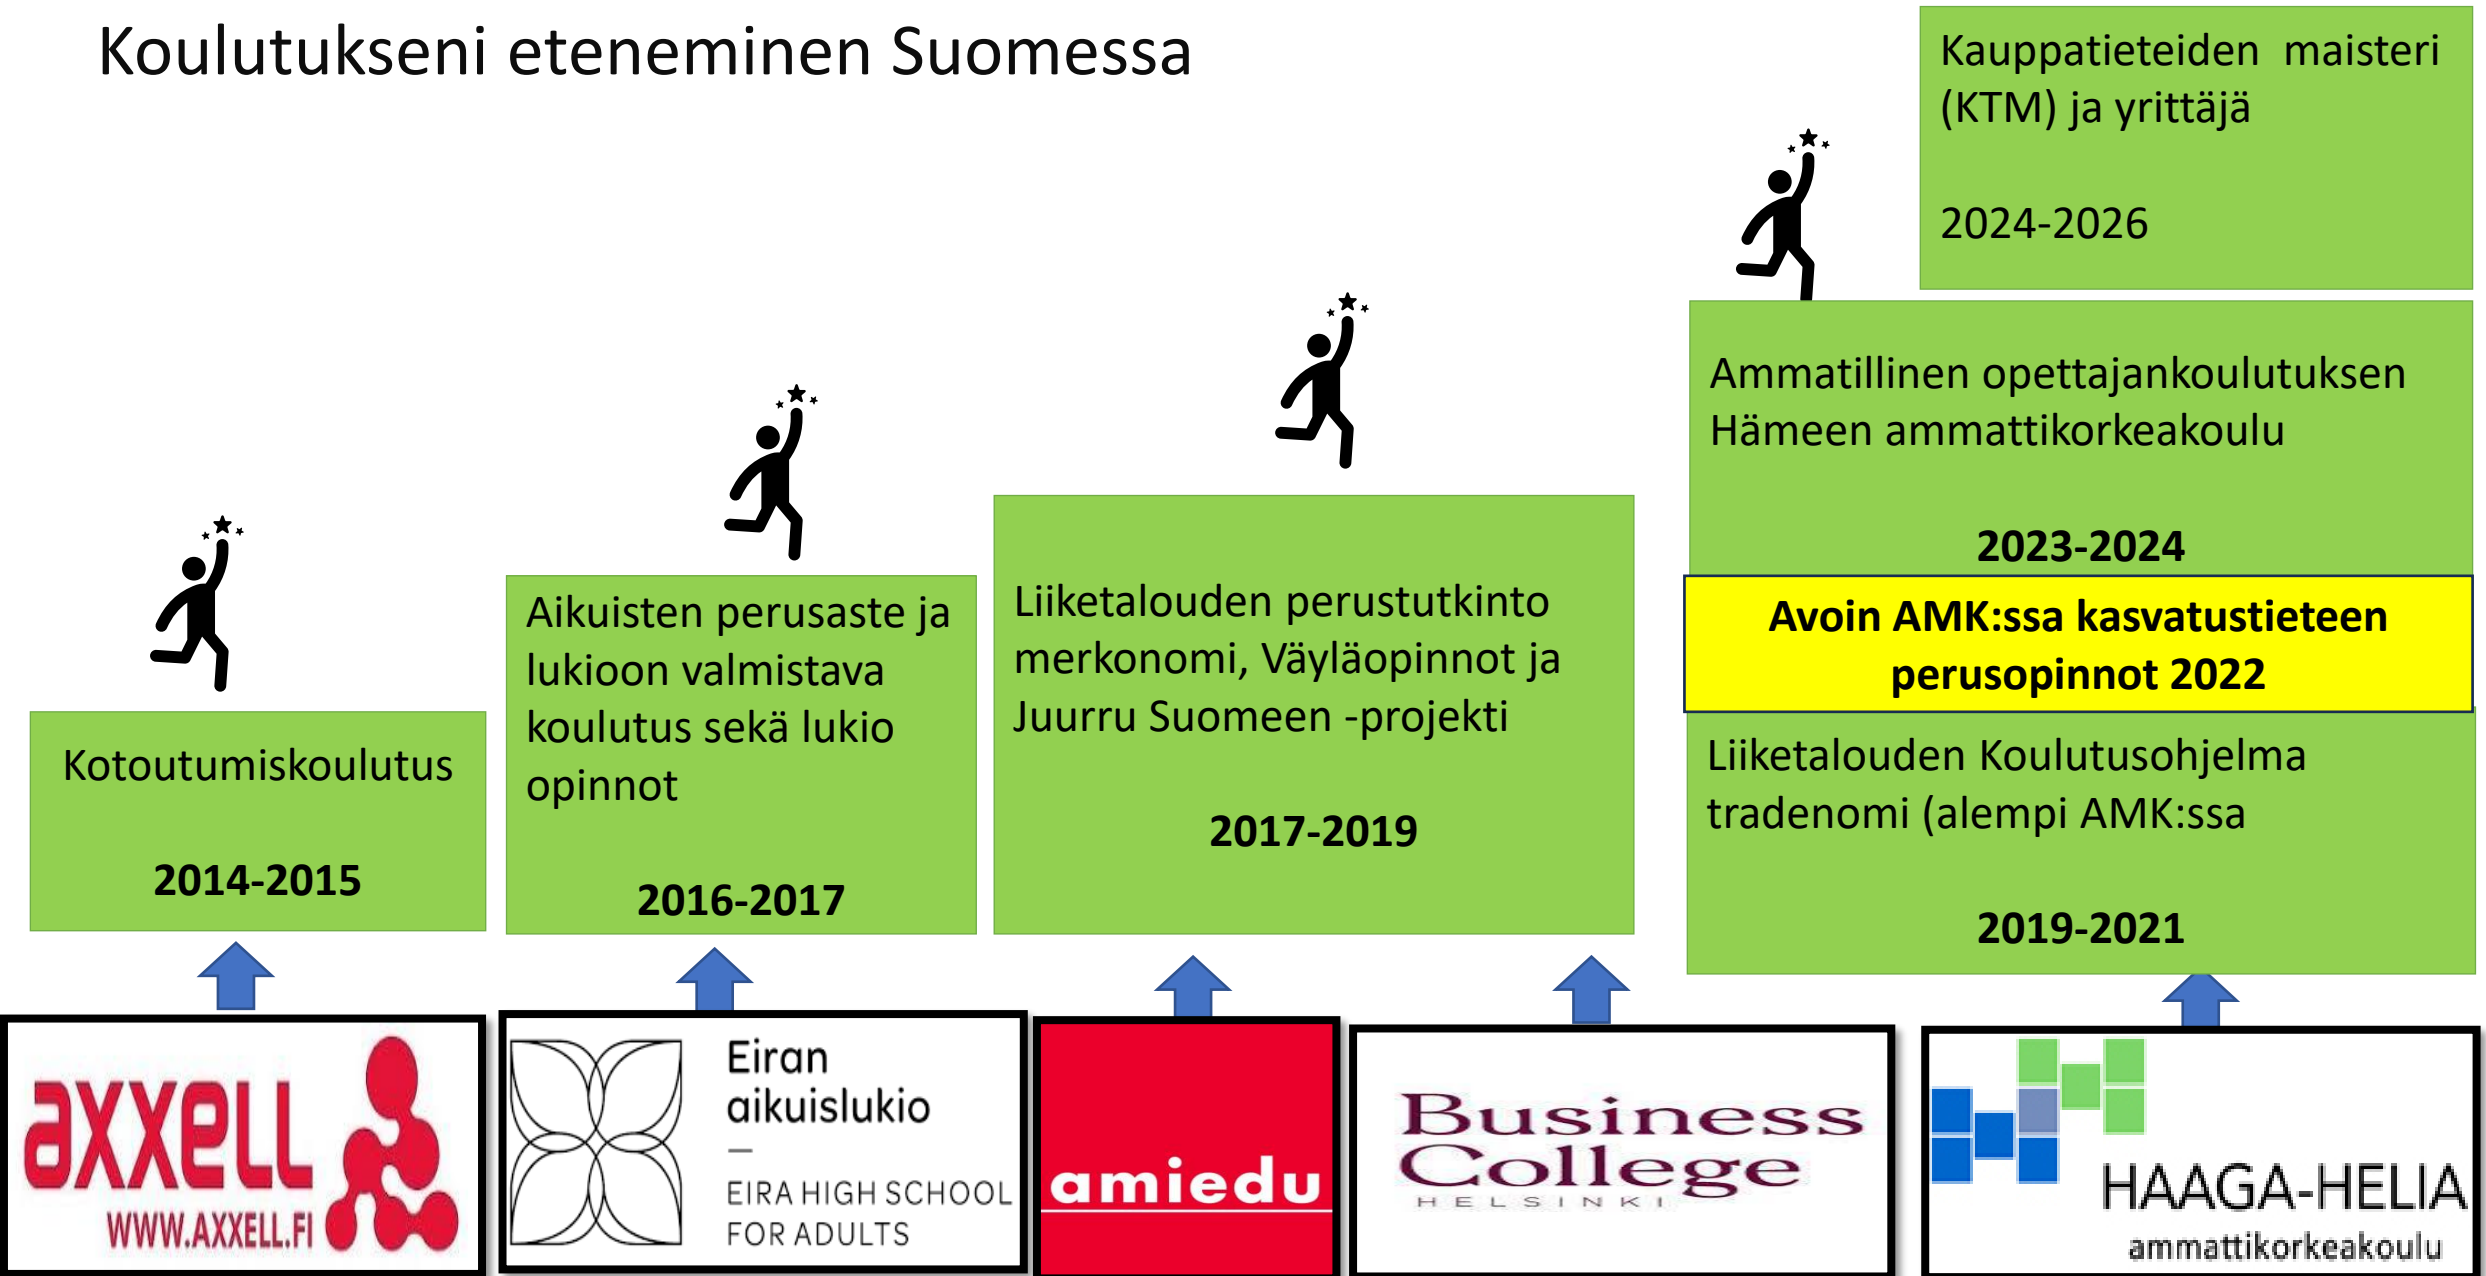 Koulutukseni eteneminen Suomessa
Kotoutumiskoulutus
2014-2015
Aikuisten perusaste ja
lukioon valmistava
koulutus sekä lukio
opinnot
2016-2017
Liiketalouden perustutkinto
merkonomi, Väyläopinnot ja
Juurru Suomeen -projekti
2017-2019
Kauppatieteiden maisteri
(KTM) ja yrittäjä
2024-2026
Ammatillinen opettajankoulutuksen
Hämeen ammattikorkeakoulu
2023-2024
Avoin AMK:ssa kasvatustieteen
perusopinnot 2022
Liiketalouden Koulutusohjelma
tradenomi (alempi AMK:ssa
2019-2021
axxell
WWW.AXXELL.FI
Eiran
aikuislukio
—
EIRA HIGH SCHOOL
FOR ADULTS
amiedu
Business
College
HELSINKI
HAAGA-HELIA
ammattikorkeakoulu